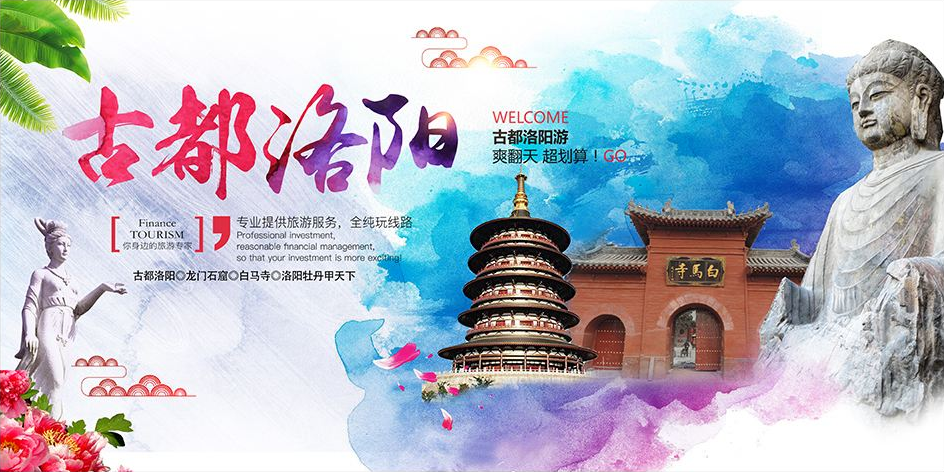 古都洛阳
WELCOME
古都洛阳游
爽翻天 超划算！GO
Finance
TOURISM
你身边的旅游专家
专业提供旅游服务，全纯玩线路
Professional investment,
reasonable financial management,
so that your investment is more exciting!
古都洛阳◎龙门石窟◎白马寺◎洛阳牡丹甲天下
寺馬白